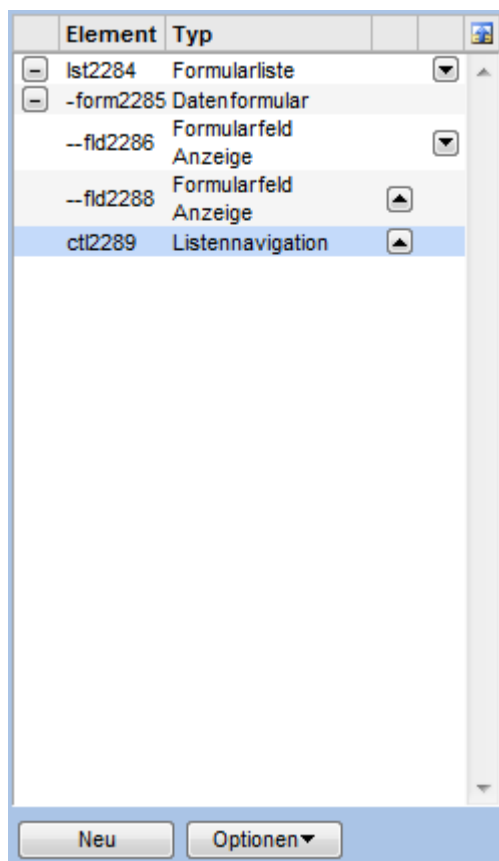 Element Typ
lst2284 Formularliste
-form2285 Datenformular
--fld2286 Formularfeld
Anzeige
--fld2288 Formularfeld
Anzeige
ctl2289 Listennavigation
Neu Optionen